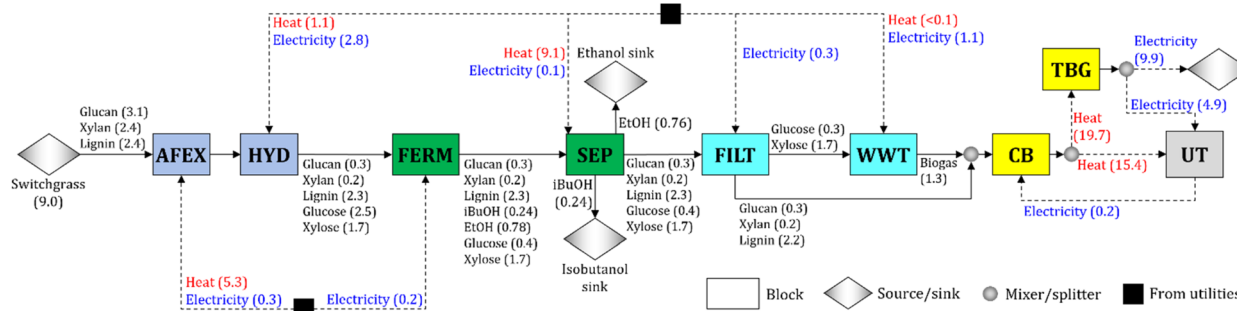 Heat (1.1)
Electricity (2.8)
Heat (9.1)
Electricity (0.1)
Ethanol sink
Electricity (0.3)
Heat (<0.1)
Electricity (1.1)
Electricity
(9.9)
TBG
Electricity (4.9)
Glucan (3.1)
Xylan (2.4)
Lignin (2.4)
EtOH (0.76)
Glucose (0.3)
Xylose (1.7)
Heat
(19.7)
Switchgrass
(9.0)
AFEX
HYD
FERM
SEP
FILT
WWT
CB
UT
Heat (15.4)
Glucan (0.3)
Xylan (0.2)
Lignin (2.3)
Glucose (2.5)
Xylose (1.7)
Glucan (0.3)
Xylan (0.2)
Lignin (2.3)
iBuOH (0.24)
EtOH (0.78)
Glucose (0.4)
Xylose (1.7)
iBuOH
(0.24)
Glucan (0.3)
Xylan (0.2)
Lignin (2.3)
Glucose (0.4)
Xylose (1.7)
Biogas
(1.3)
Electricity (0.2)
Glucan (0.3)
Xylan (0.2)
Lignin (2.2)
Isobutanol
sink
Heat (5.3)
Electricity (0.3)
Electricity (0.2)
Block
Source/sink
Mixer/splitter
From utilities